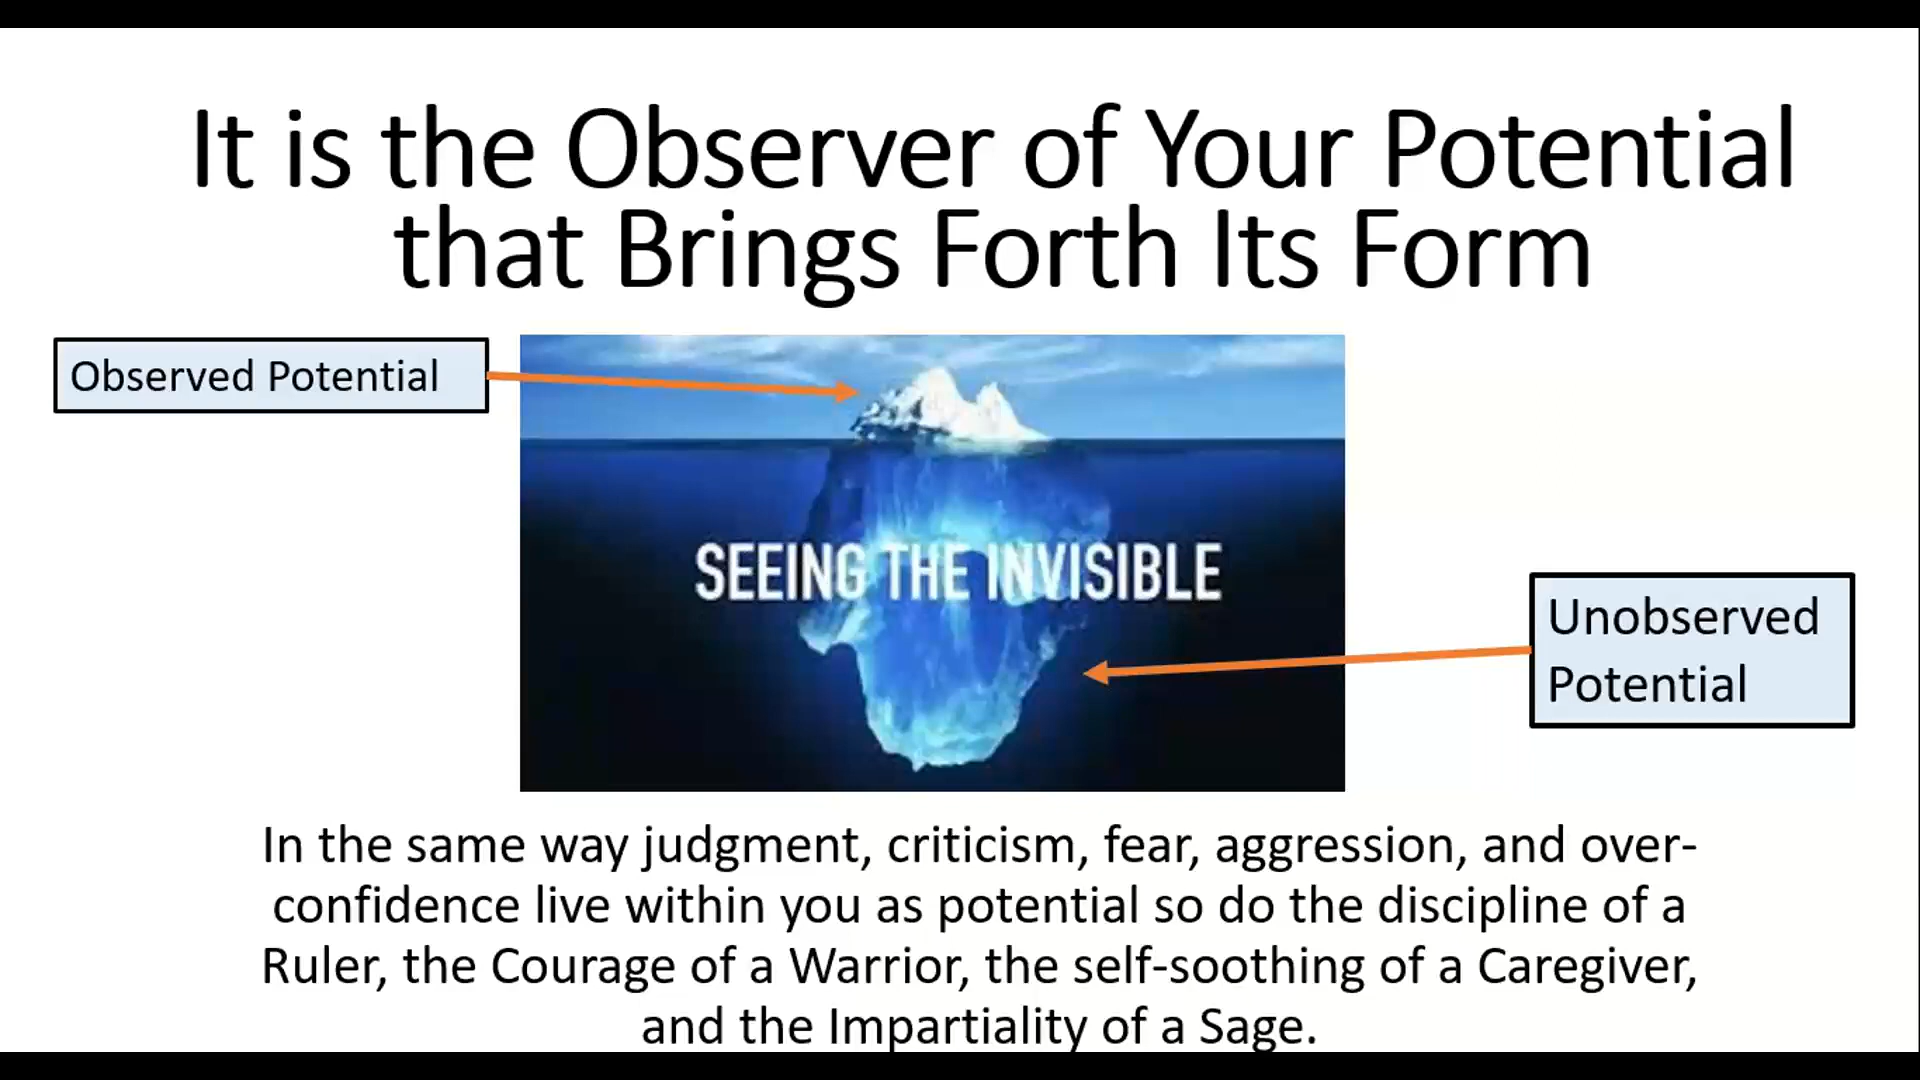 It is the Observer of Your Potential
that Brings Forth Its Form
Observed Potential
SEEING THE INVISIBLE
Unobserved
Potential
In the same way judgment, criticism, fear, aggression, and over-
confidence live within you as potential so do the discipline of a
Ruler, the Courage of a Warrior, the self-soothing of a Caregiver,
and the Impartiality of a Sage.